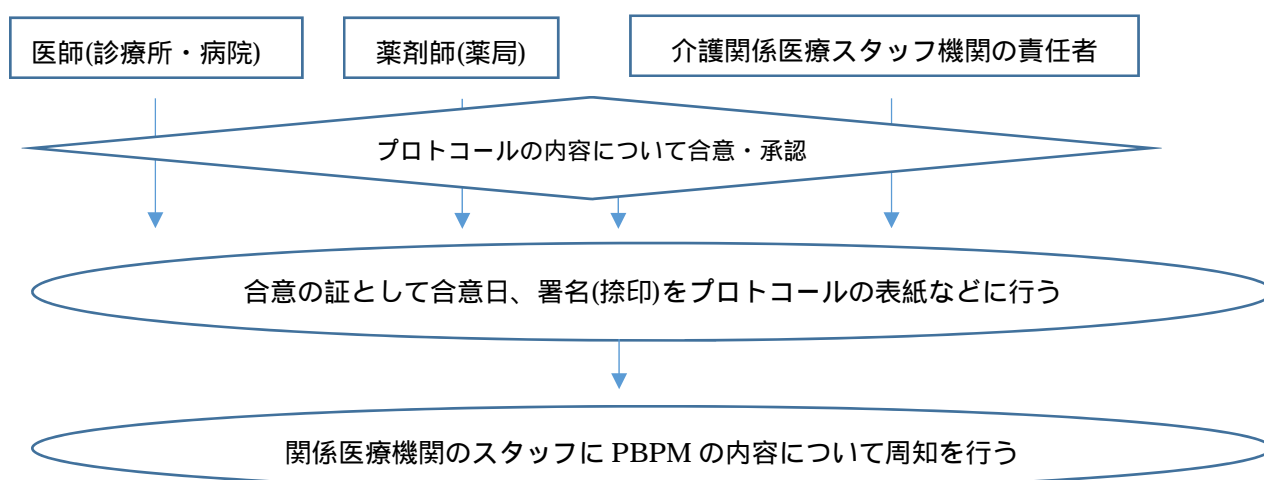 医師(診療所・病院)
薬剤師(薬局)
介護関係医療スタッフ機関の責任者
プロトコールの内容について合意・承認
合意の証として合意日、署名(捺印)をプロトコールの表紙などに行う
関係医療機関のスタッフに PBPM の内容について周知を行う